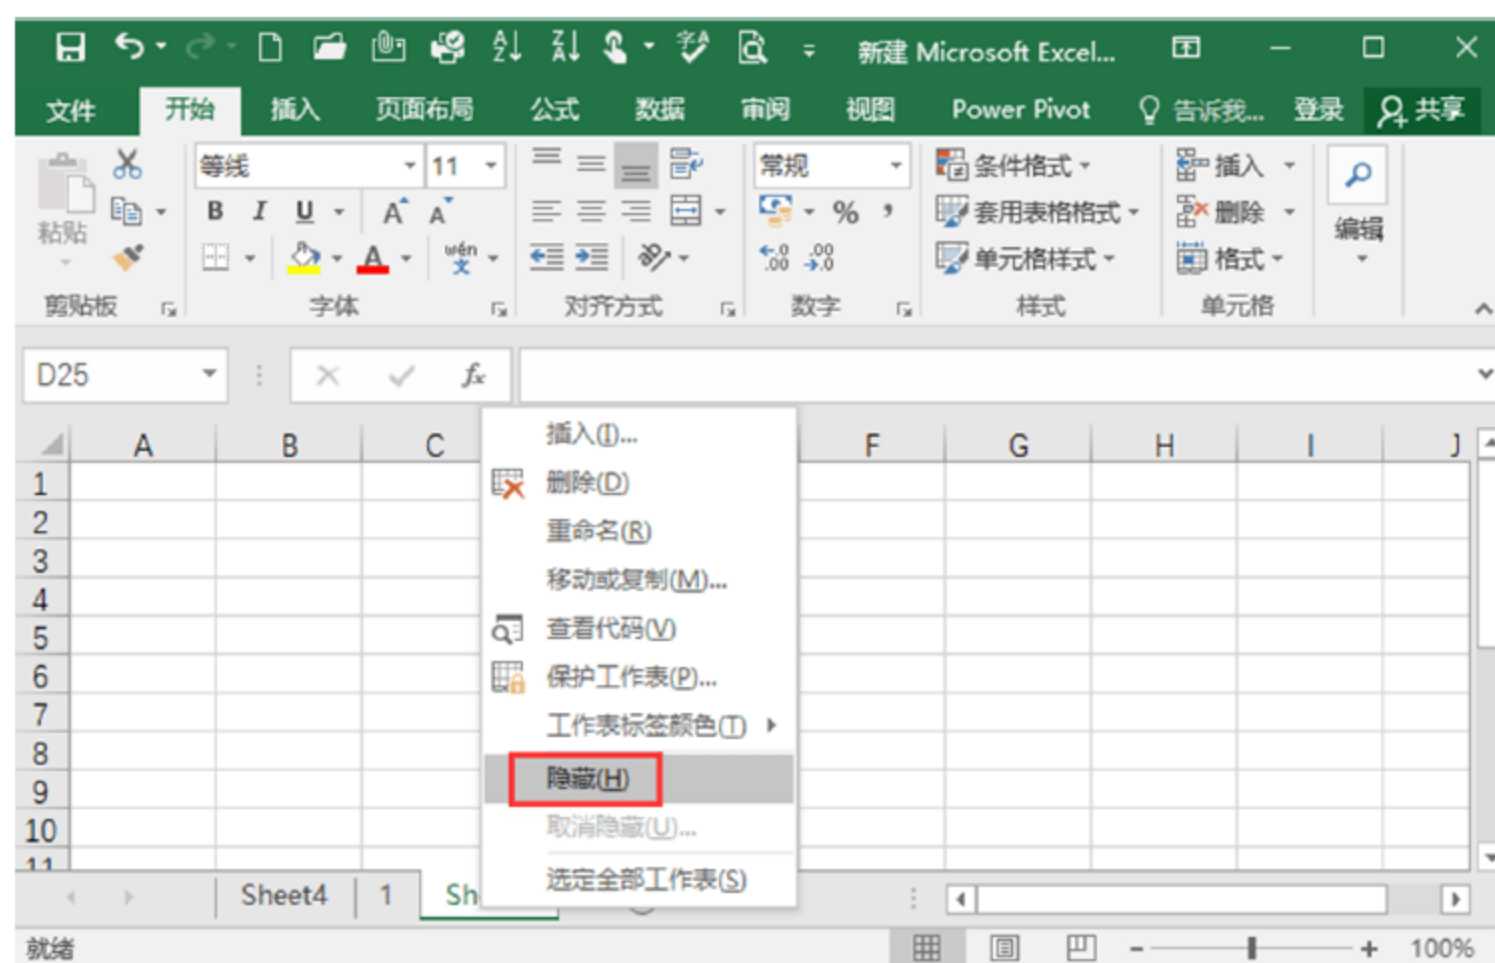 新建 Microsoft Excel...
文件 开始 插入 页面布局 公式 数据 审阅 视图 Power Pivot 告诉我... 登录 共享
等线 11 常规 条件格式 插入
粘贴 B I U A A % , 套用表格格式 删除 编辑
A wén 文 .0 .00 .00 .0 单元格样式 格式
剪贴板 字体 对齐方式 数字 样式 单元格
D25 fx
A B C F G H I J
插入(I)...
1 删除(D)
2 重命名(R)
3
4 移动或复制(M)...
5 查看代码(V)
6 保护工作表(P)...
7 工作表标签颜色(T)
8
9 隐藏(H)
10 取消隐藏(U)...
11
选定全部工作表(S)
Sheet4 1 Sh
就绪 100%